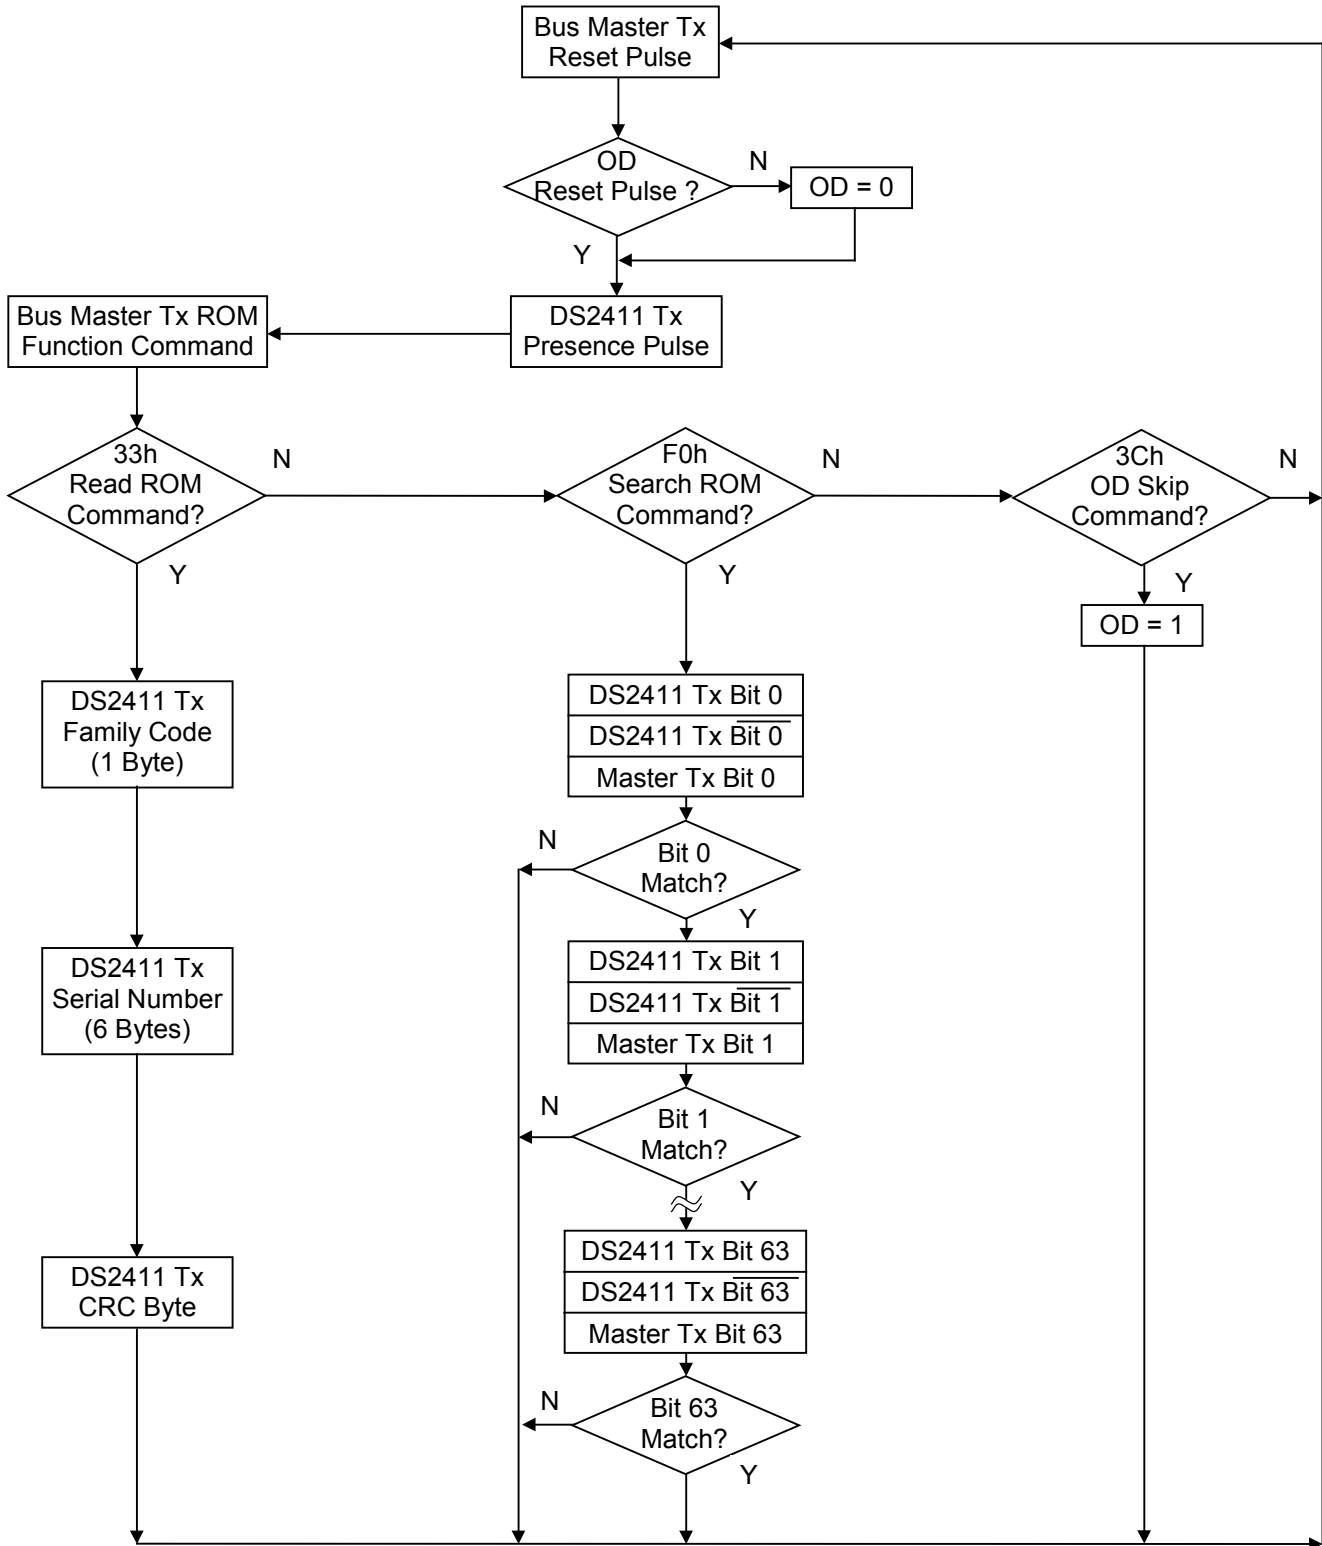 Bus Master Tx
Reset Pulse
OD
Reset Pulse ?
N
OD = 0
Y
Bus Master Tx ROM
Function Command
DS2411 Tx
Presence Pulse
33h
Read ROM
Command?
N
F0h
Search ROM
Command?
N
3Ch
OD Skip
Command?
N
Y
Y
Y
OD = 1
DS2411 Tx
Family Code
(1 Byte)
DS2411 Tx Bit 0
DS2411 Tx B̅i̅t̅ ̅0̅
Master Tx Bit 0
N
Bit 0
Match?
Y
DS2411 Tx
Serial Number
(6 Bytes)
DS2411 Tx Bit 1
DS2411 Tx B̅i̅t̅ ̅1̅
Master Tx Bit 1
N
Bit 1
Match?
Y
DS2411 Tx
CRC Byte
DS2411 Tx Bit 63
DS2411 Tx B̅i̅t̅ ̅6̅3̅
Master Tx Bit 63
N
Bit 63
Match?
Y